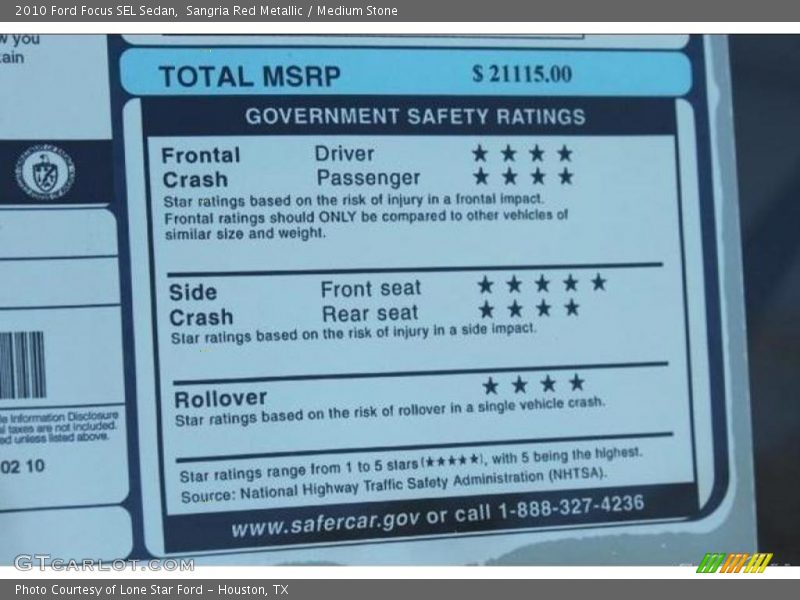 2010 Ford Focus SEL Sedan, Sangria Red Metallic / Medium Stone
you
ain
TOTAL MSRP $ 21115.00
GOVERNMENT SAFETY RATINGS
Frontal Driver ★ ★ ★ ★
Crash Passenger ★ ★ ★ ★
Star ratings based on the risk of injury in a frontal impact.
Frontal ratings should ONLY be compared to other vehicles of
similar size and weight.
Side Front seat ★ ★ ★ ★ ★
Crash Rear seat ★ ★ ★ ★
Star ratings based on the risk of injury in a side impact.
Rollover ★ ★ ★ ★
Star ratings based on the risk of rollover in a single vehicle crash.
Star ratings range from 1 to 5 stars (★★★★★), with 5 being the highest.
Source: National Highway Traffic Safety Administration (NHTSA).
www.safercar.gov or call 1-888-327-4236
le Information Disclosure
l taxes are not included.
ed unless listed above.
02 10
GTCARLOT.COM
Photo Courtesy of Lone Star Ford - Houston, TX